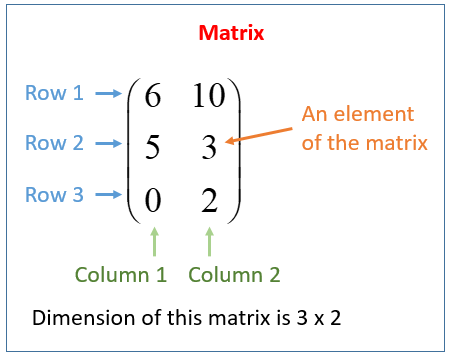 Matrix
Row 1 6 10
An element
of the matrix
Row 2 5 3
Row 3 0 2
Column 1 Column 2
Dimension of this matrix is 3 x 2